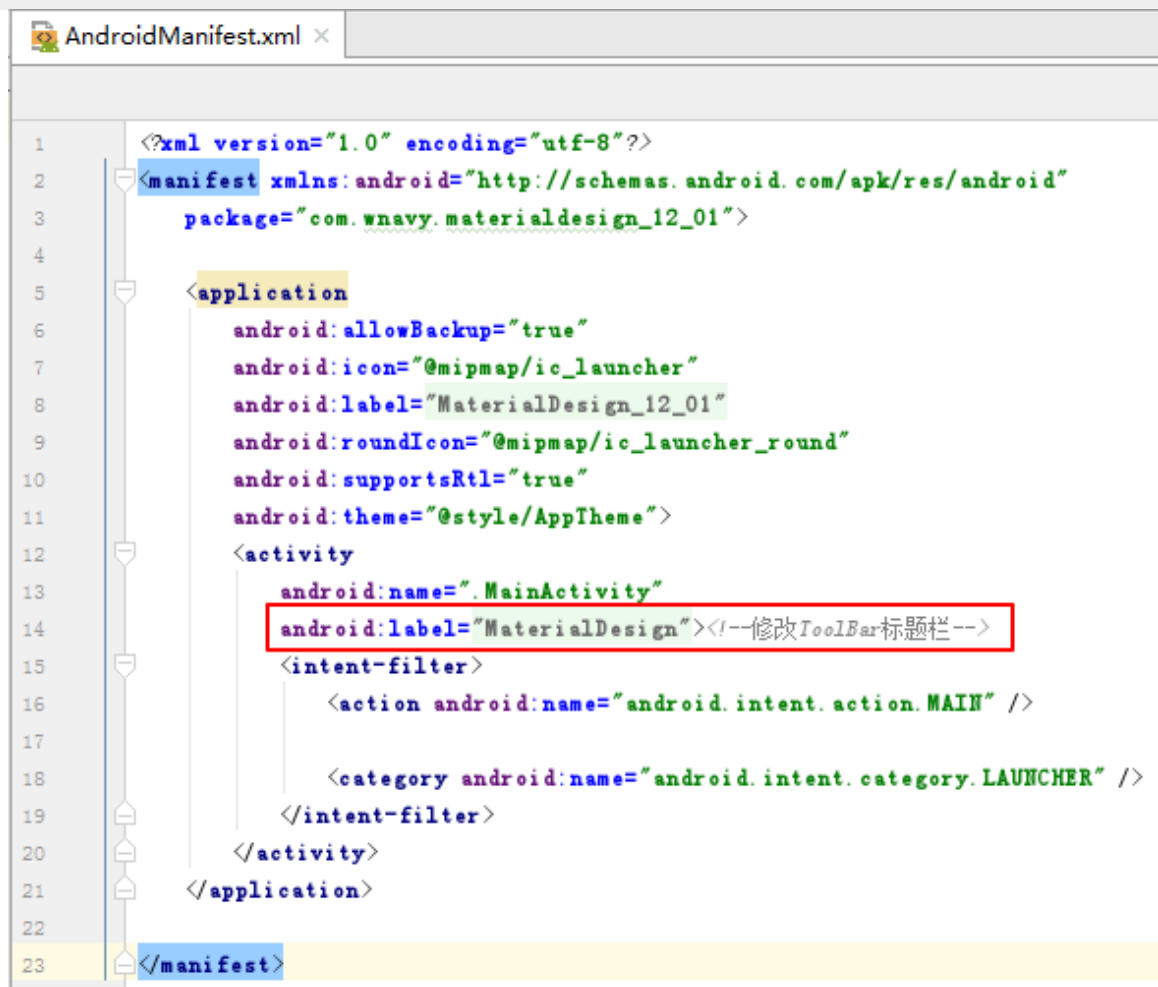 AndroidManifest.xml ×
1 <?xml version="1.0" encoding="utf-8"?>
2 <manifest xmlns:android="http://schemas.android.com/apk/res/android"
3 package="com.wnavy.materialdesign_12_01">
4
5 <application
6 android:allowBackup="true"
7 android:icon="@mipmap/ic_launcher"
8 android:label="MaterialDesign_12_01"
9 android:roundIcon="@mipmap/ic_launcher_round"
10 android:supportsRtl="true"
11 android:theme="@style/AppTheme">
12 <activity
13 android:name=".MainActivity"
14 android:label="MaterialDesign"><!--修改ToolBar标题栏-->
15 <intent-filter>
16 <action android:name="android.intent.action.MAIN" />
17
18 <category android:name="android.intent.category.LAUNCHER" />
19 </intent-filter>
20 </activity>
21 </application>
22
23 </manifest>